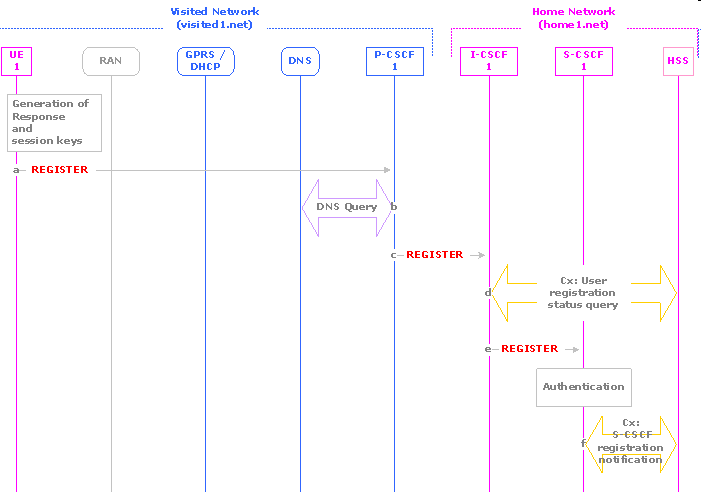 Visited Network
(visited1.net)
Home Network
(home1.net)
UE
1
RAN
GPRS /
DHCP
DNS
P-CSCF
1
I-CSCF
1
S-CSCF
1
HSS
Generation of
Response
and
session keys
a REGISTER
DNS Query b
c REGISTER
d
Cx: User
registration
status query
e REGISTER
Authentication
f
Cx:
S-CSCF
registration
notification